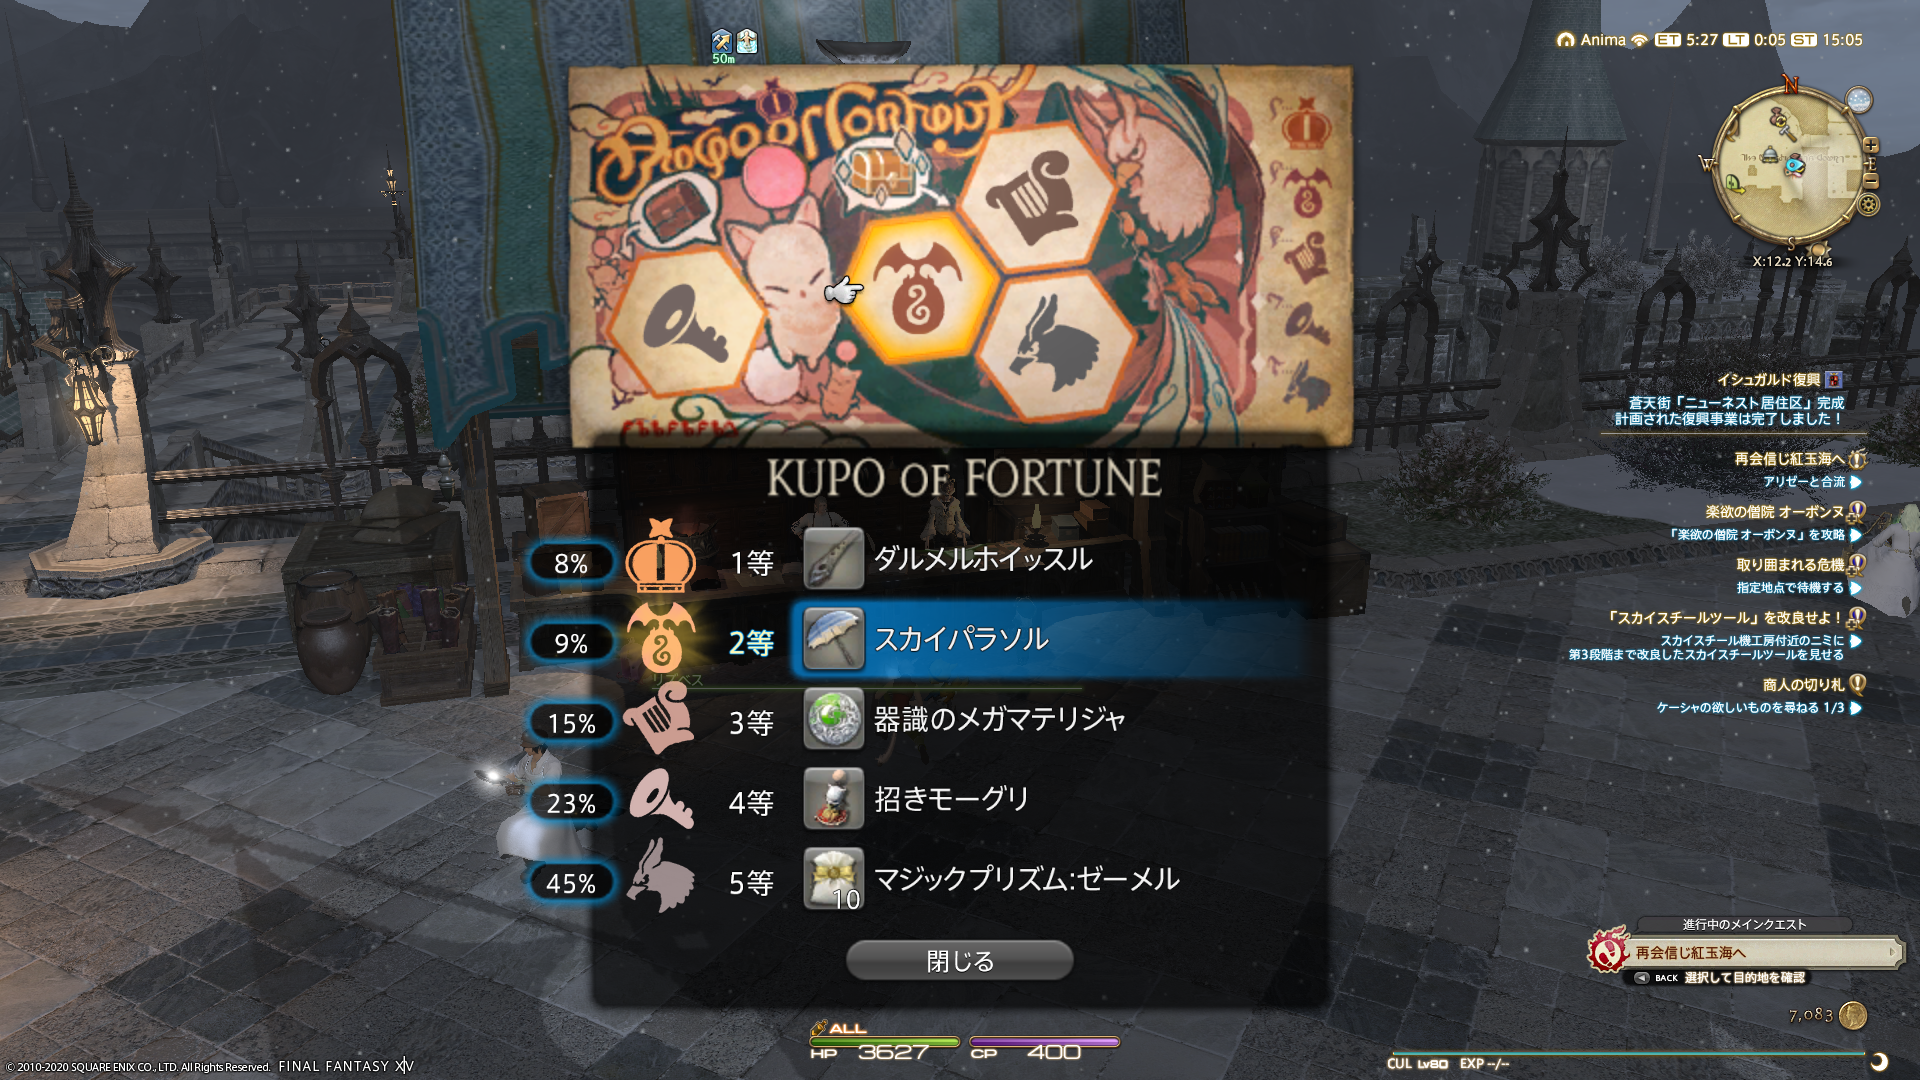 50m
Anima ET 5:27 LT 0:05 ST 15:05
N
W
E
S
X:12.2 Y:14.6
イシュガルド復興
蒼天街「ニューネスト居住区」完成
計画された復興事業は完了しました！
再会信じ紅玉海へ
アリゼーと合流
楽欲の僧院 オーボンヌ
「楽欲の僧院 オーボンヌ」を攻略
取り囲まれる危機
指定地点で待機する
「スカイスチールツール」を改良せよ！
スカイスチール機工房付近のニミに
第3段階まで改良したスカイスチールツールを見せる
商人の切り札
ケーシャの欲しいものを尋ねる 1/3
KUPO OF FORTUNE
8% 1等 ダルメルホイッスル
9% 2等 スカイパラソル
15% 3等 器識のメガマテリジャ
23% 4等 招きモーグリ
45% 5等 10 マジックプリズム:ゼーメル
閉じる
進行中のメインクエスト
再会信じ紅玉海へ
BACK 選択して目的地を確認
7,083
ALL
HP 3627 CP 400
CUL Lv80 EXP --/--
© 2010-2020 SQUARE ENIX CO., LTD. All Rights Reserved. FINAL FANTASY XIV